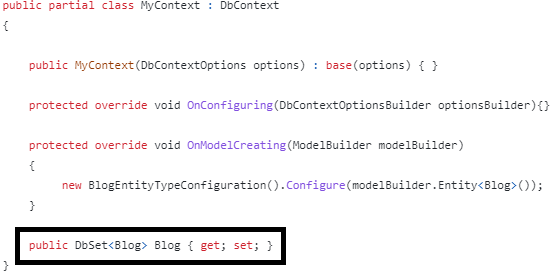 public partial class MyContext : DbContext
{
public MyContext(DbContextOptions options) : base(options) { }
protected override void OnConfiguring(DbContextOptionsBuilder optionsBuilder){}
protected override void OnModelCreating(ModelBuilder modelBuilder)
{
new BlogEntityTypeConfiguration().Configure(modelBuilder.Entity<Blog>());
}
public DbSet<Blog> Blog { get; set; }
}